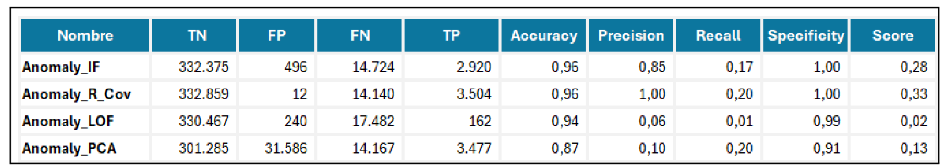 Nombre TN FP FN TP Accuracy Precision Recall Specificity Score
Anomaly_IF 332.375 496 14.724 2.920 0,96 0,85 0,17 1,00 0,28
Anomaly_R_Cov 332.859 12 14.140 3.504 0,96 1,00 0,20 1,00 0,33
Anomaly_LOF 330.467 240 17.482 162 0,94 0,06 0,01 0,99 0,02
Anomaly_PCA 301.285 31.586 14.167 3.477 0,87 0,10 0,20 0,91 0,13